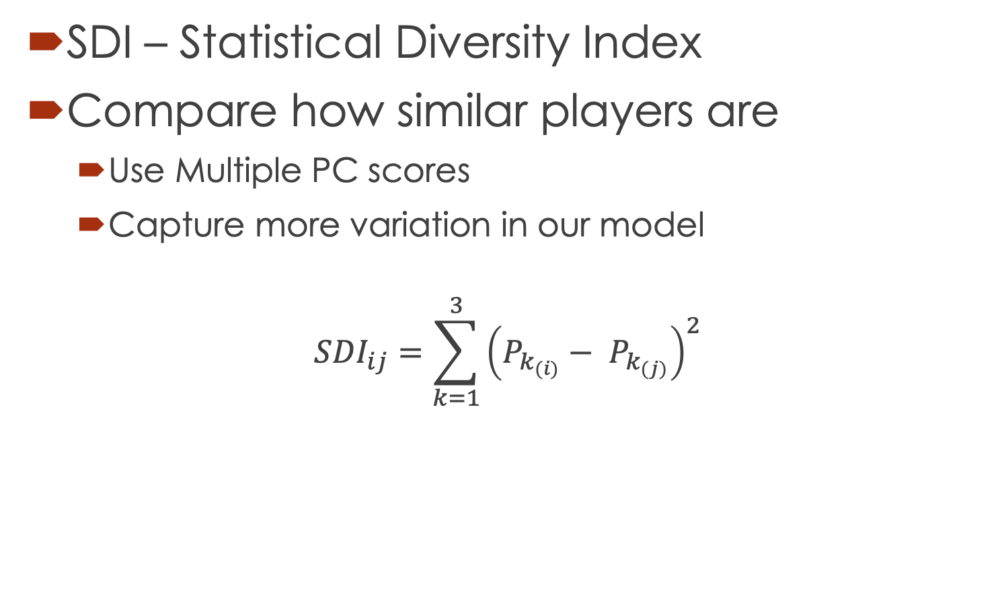 SDI – Statistical Diversity Index
Compare how similar players are
Use Multiple PC scores
Capture more variation in our model
$SDI_{ij} = \sum_{k=1}^{3} \left( P_{k_{(i)}} - P_{k_{(j)}} \right)^2$